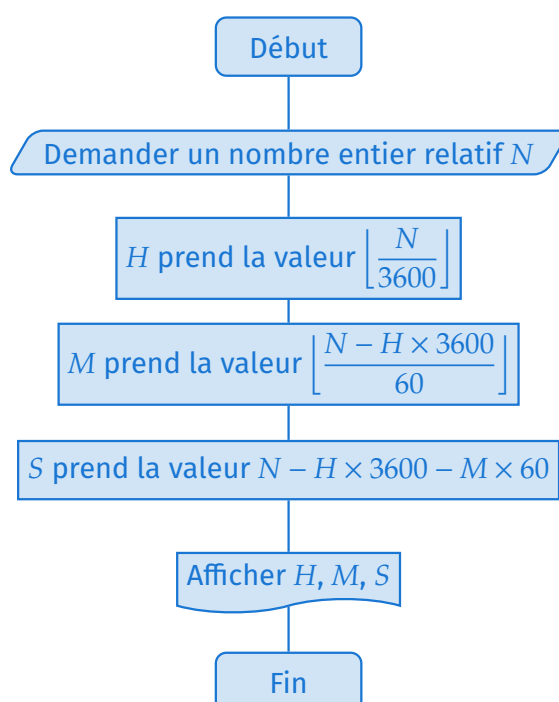 Début
Demander un nombre entier relatif N
H prend la valeur ⌊N/3600⌋
M prend la valeur ⌊(N − H × 3600)/60⌋
S prend la valeur N − H × 3600 − M × 60
Afficher H, M, S
Fin